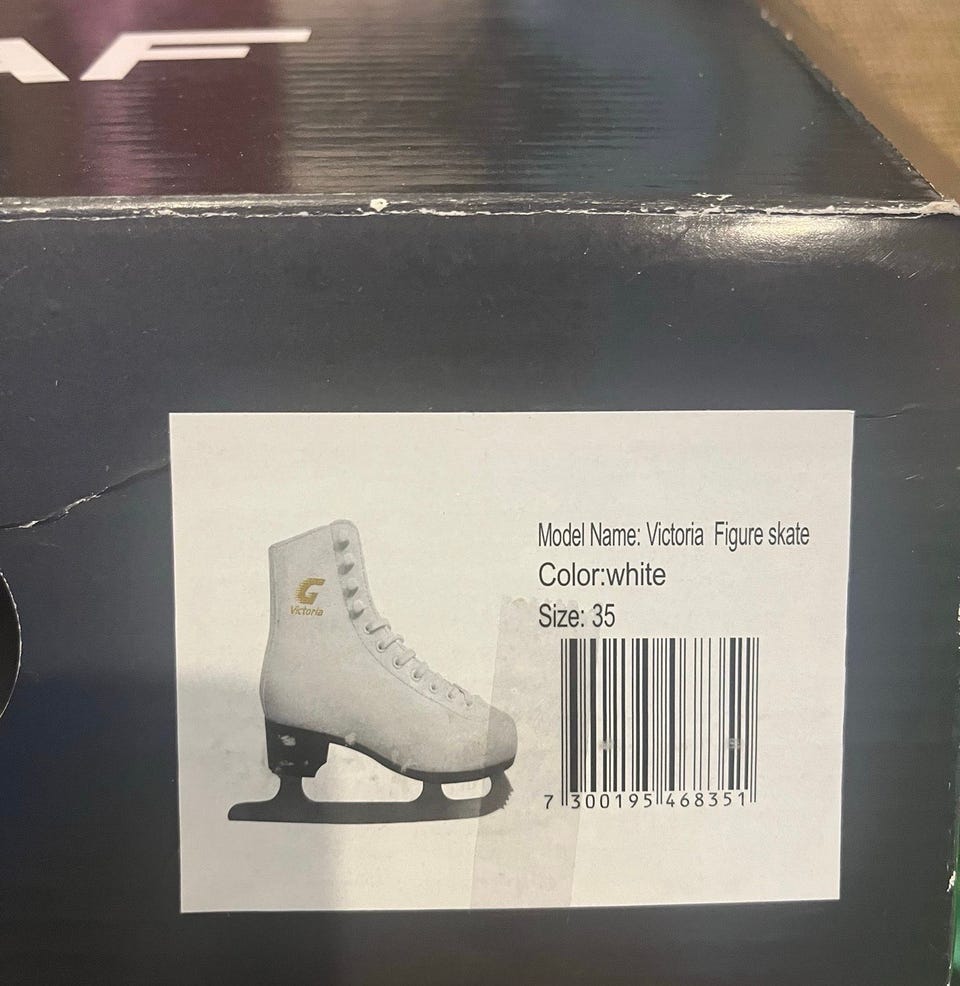 AF
G
Victoria
Model Name: Victoria Figure skate
Color:white
Size: 35
7 300195 468351